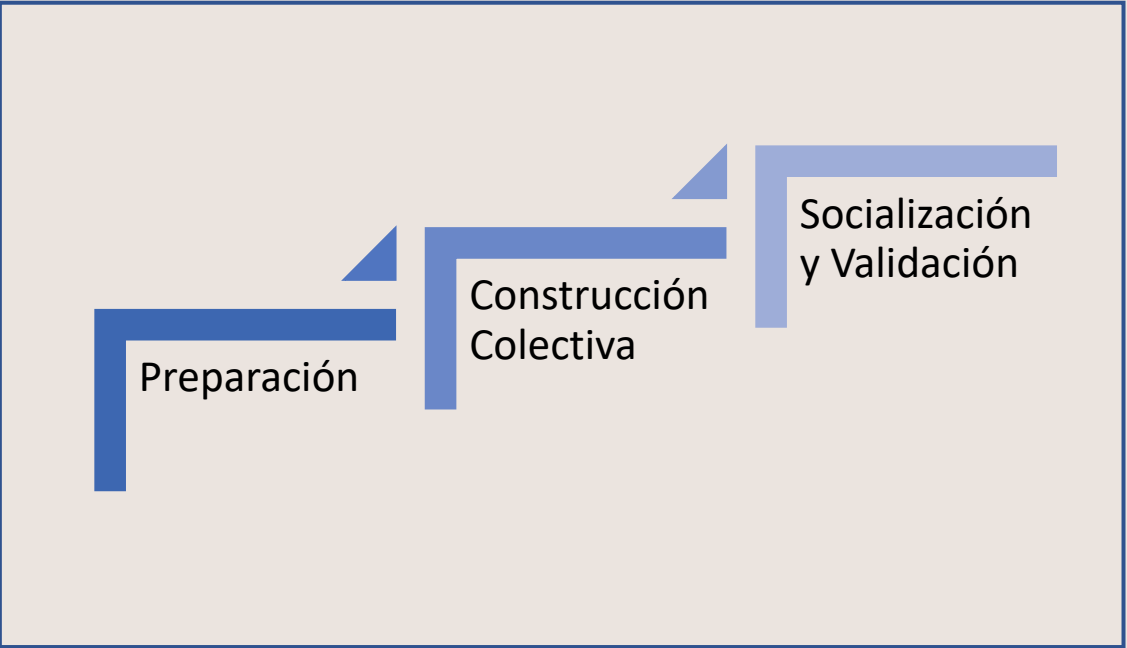 Preparación
Construcción
Colectiva
Socialización
y Validación